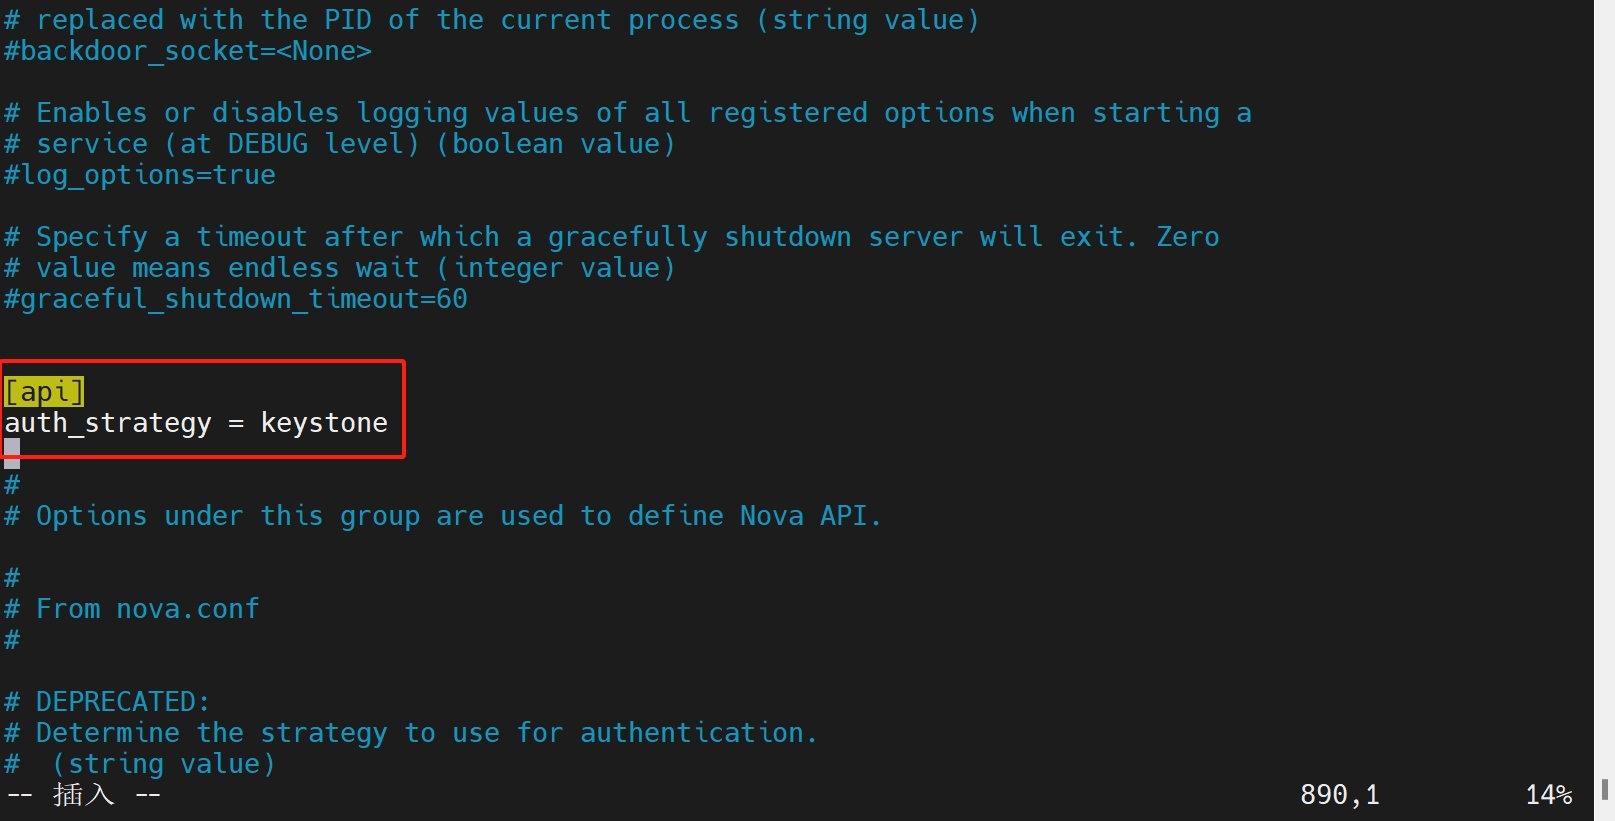 # replaced with the PID of the current process (string value)
#backdoor_socket=<None>
# Enables or disables logging values of all registered options when starting a
# service (at DEBUG level) (boolean value)
#log_options=true
# Specify a timeout after which a gracefully shutdown server will exit. Zero
# value means endless wait (integer value)
#graceful_shutdown_timeout=60
[api]
auth_strategy = keystone
#
# Options under this group are used to define Nova API.
#
# From nova.conf
#
# DEPRECATED:
# Determine the strategy to use for authentication.
#  (string value)
-- 插入 -- 890,1 14%